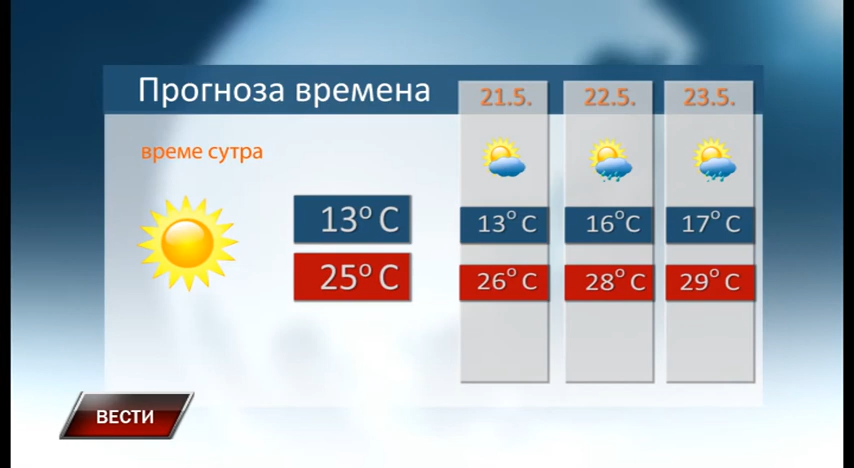 Прогноза времена
време сутра
13° C
25° C
21.5.
13° C
26° C
22.5.
16°C
28° C
23.5.
17° C
29° C
ВЕСТИ